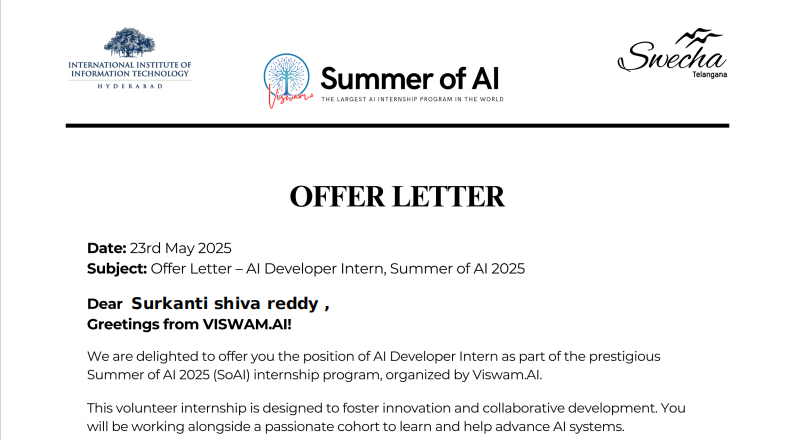 INTERNATIONAL INSTITUTE OF
INFORMATION TECHNOLOGY
HYDERABAD
Viswam.AI
Summer of AI
THE LARGEST AI INTERNSHIP PROGRAM IN THE WORLD
Swecha
Telangana
OFFER LETTER
Date: 23rd May 2025
Subject: Offer Letter – AI Developer Intern, Summer of AI 2025
Dear Surkanti shiva reddy ,
Greetings from VISWAM.AI!
We are delighted to offer you the position of AI Developer Intern as part of the prestigious
Summer of AI 2025 (SoAI) internship program, organized by Viswam.AI.
This volunteer internship is designed to foster innovation and collaborative development. You
will be working alongside a passionate cohort to learn and help advance AI systems.